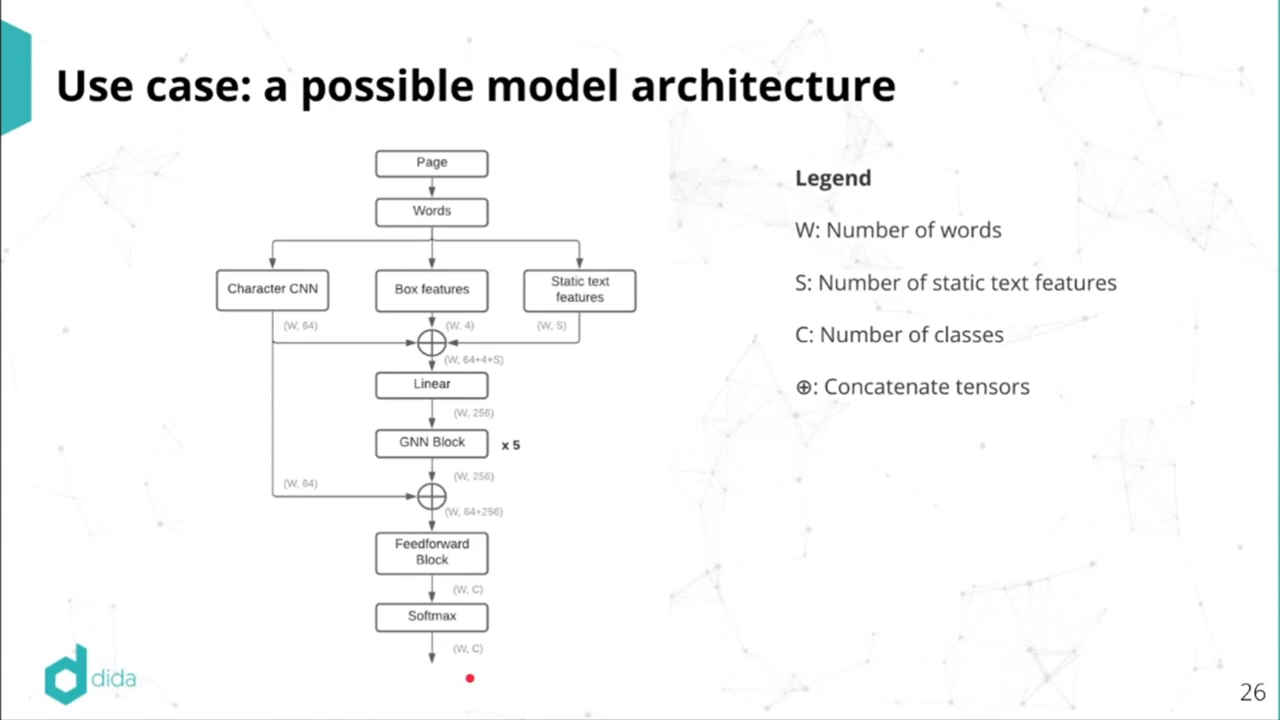 Use case: a possible model architecture
Page
Words
Character CNN
Box features
Static text
features
(W, 64)
(W, 4)
(W, S)
(W, 64+4+S)
Linear
(W, 256)
GNN Block
x 5
(W, 256)
(W, 64)
(W, 64+256)
Feedforward
Block
(W, C)
Softmax
(W, C)
Legend
W: Number of words
S: Number of static text features
C: Number of classes
⊕: Concatenate tensors
dida
26